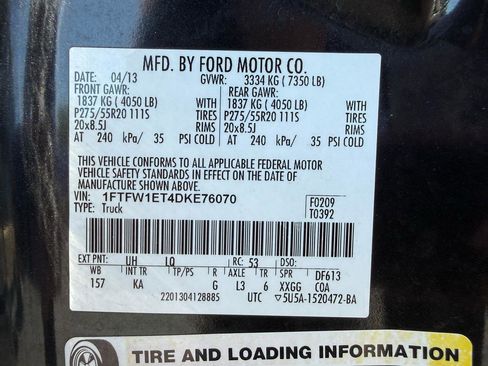 MFD. BY FORD MOTOR CO.
DATE: 04/13 GVWR: 3334 KG ( 7350 LB)
FRONT GAWR: REAR GAWR:
1837 KG ( 4050 LB) WITH 1837 KG ( 4050 LB) WITH
P275/55R20 111S TIRES P275/55R20 111S TIRES
20x8.5J RIMS 20x8.5J RIMS
AT 240 kPa/ 35 PSI COLD AT 240 kPa/ 35 PSI COLD
THIS VEHICLE CONFORMS TO ALL APPLICABLE FEDERAL MOTOR
VEHICLE SAFETY AND THEFT PREVENTION STANDARDS IN EFFECT
ON THE DATE OF MANUFACTURE SHOWN ABOVE.
VIN: 1FTFW1ET4DKE76070 F0209
TYPE: Truck T0392
EXT PNT: UH LQ RC: 53 DSO:
WB INT TR TP/PS R AXLE TR SPR DF613
157 KA G L3 6 XXGG COA
2201304128885 UTC ▽5U5A-1520472-BA
TIRE AND LOADING INFORMATION